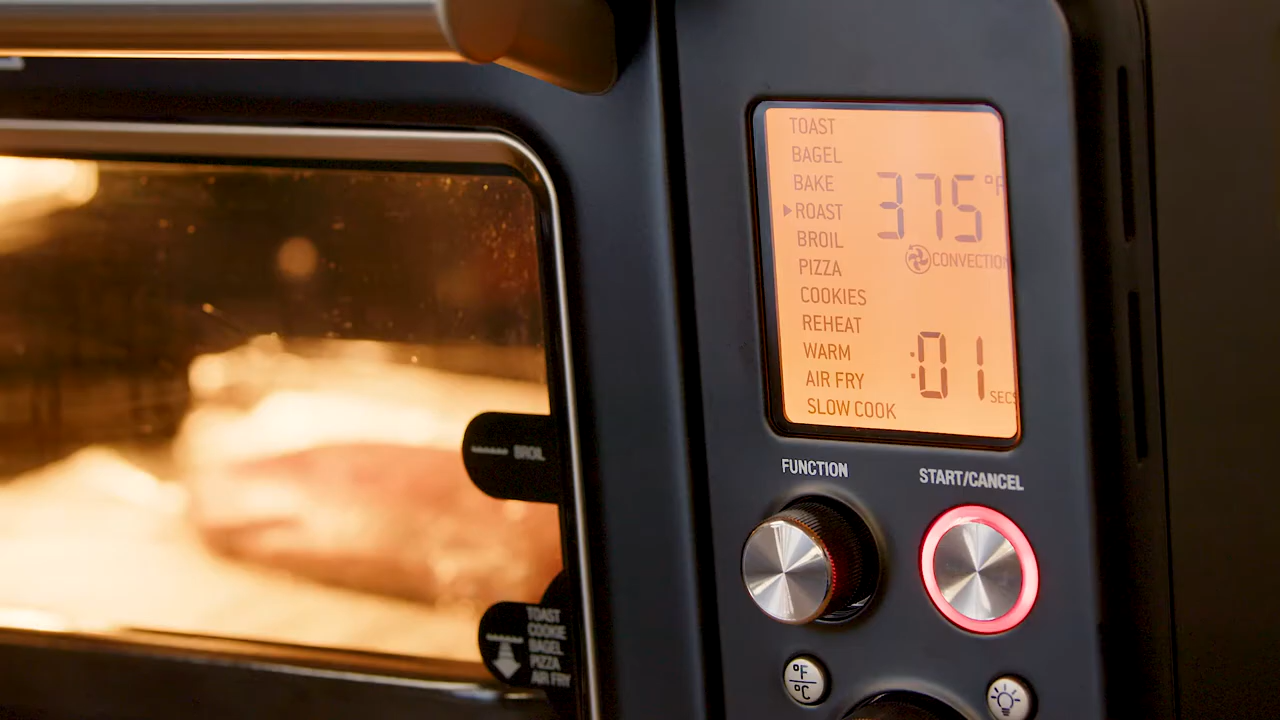 TOAST
BAGEL
BAKE
ROAST
BROIL
PIZZA
COOKIES
REHEAT
WARM
AIR FRY
SLOW COOK
375°F
CONVECTION
:01
SECS
FUNCTION
START/CANCEL
°F
°C
BROIL
TOAST
COOKIE
BAGEL
PIZZA
AIR FRY